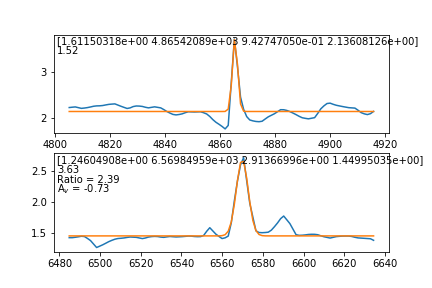 [1.61150318e+00 4.86542089e+03 9.42747050e-01 2.13608126e+00]
1.52
3
2
4800 4820 4840 4860 4880 4900 4920
[1.24604908e+00 6.56984959e+03 2.91366996e+00 1.44995035e+00]
3.63
Ratio = 2.39
Aᵥ = -0.73
2.5
2.0
1.5
6480 6500 6520 6540 6560 6580 6600 6620 6640